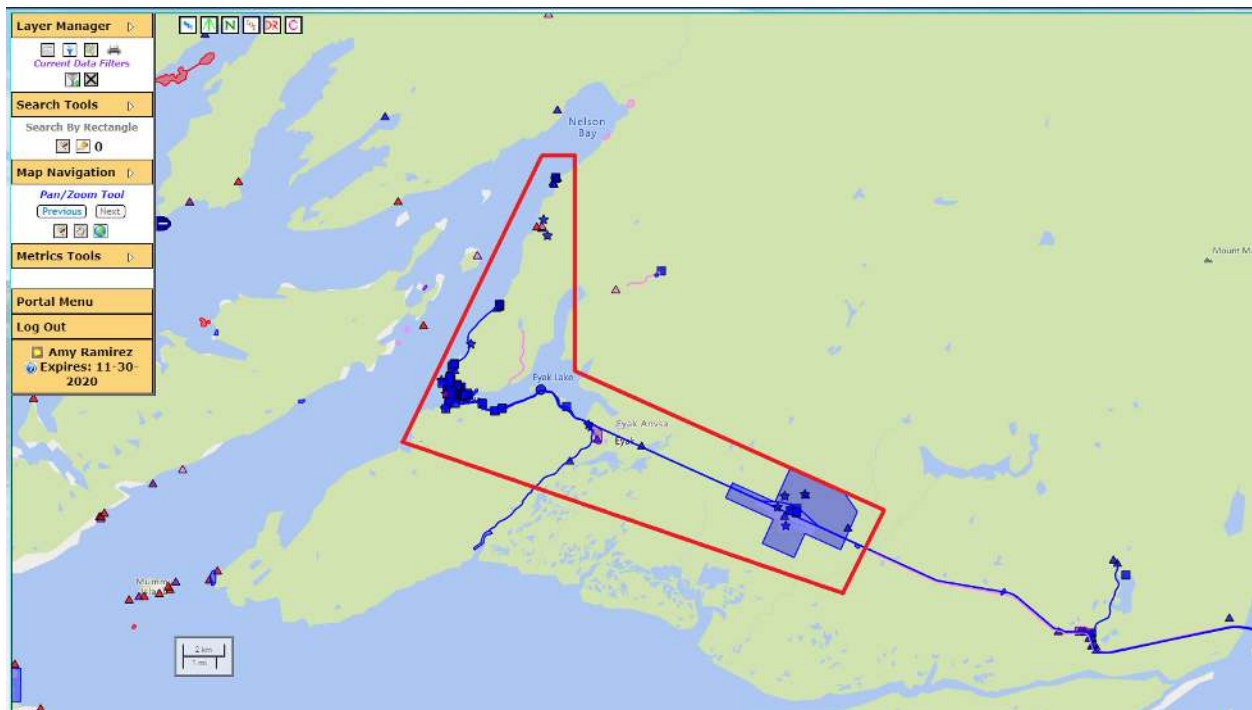 Layer Manager
Current Data Filters
Search Tools
Search By Rectangle
0
Map Navigation
Pan/Zoom Tool
Previous Next
Metrics Tools
Portal Menu
Log Out
Amy Ramirez
Expires: 11-30-
2020
N
DR
C
Nelson
Bay
Eyak Lake
Eyak Anvsa
Eyak
2 km
1 mi